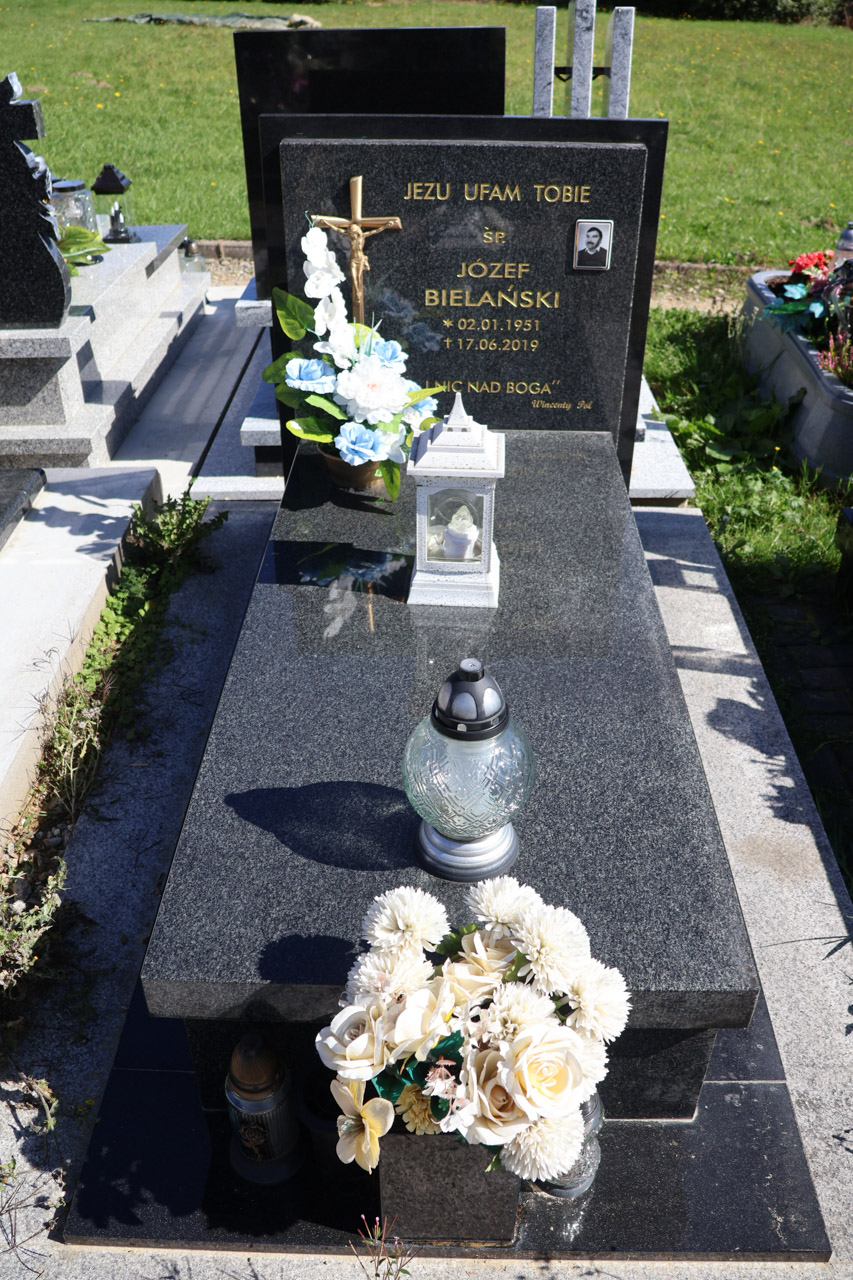 JEZU UFAM TOBIE
ŚP.
JÓZEF
BIELAŃSKI
* 02.01.1951
† 17.06.2019
NIC NAD BOGA”
Wincenty Pol